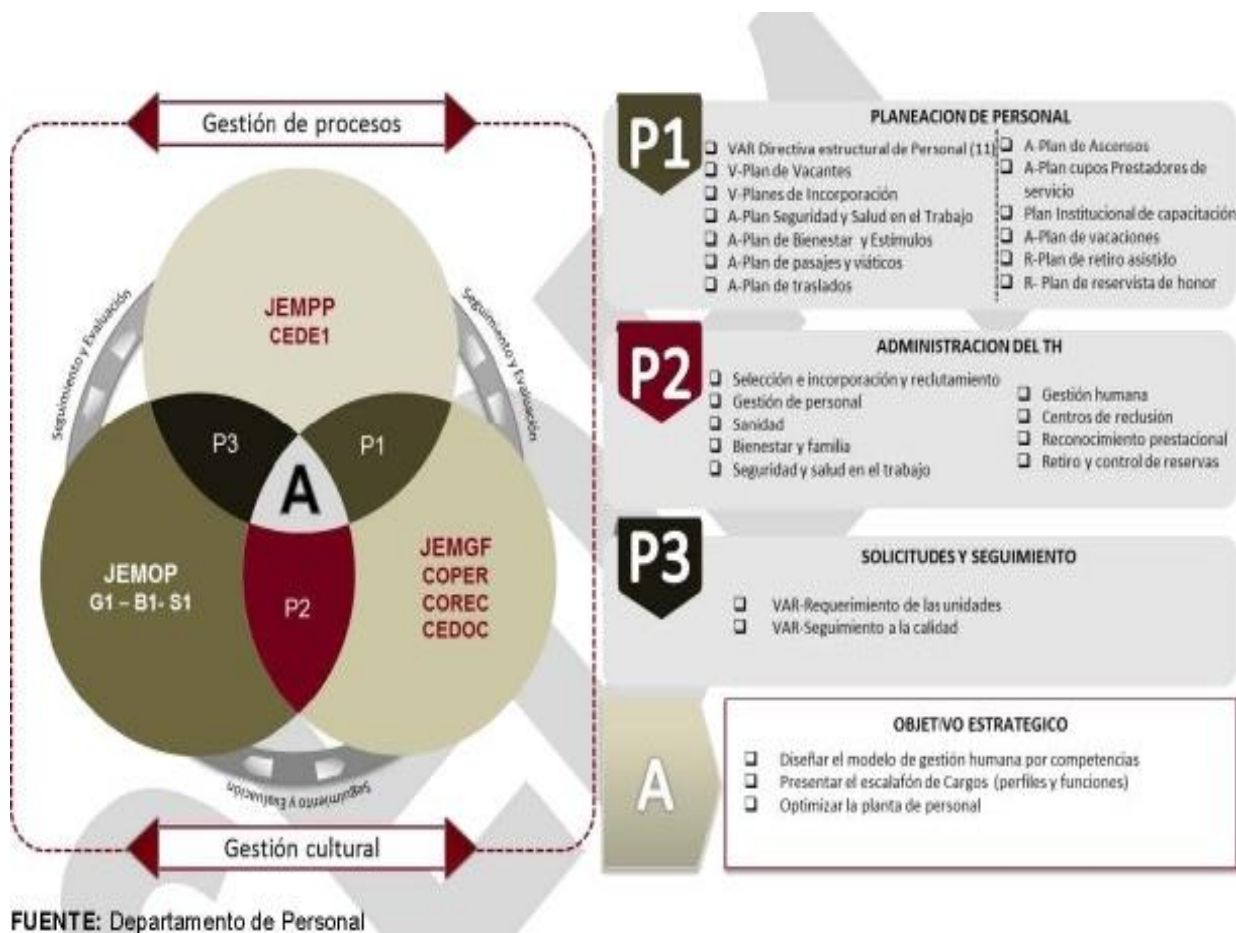 Gestión de procesos
Seguimiento y Evaluación
Seguimiento y Evaluación
JEMPP
CEDE1
P3
P1
A
JEMOP
G1 – B1- S1
P2
JEMGF
COPER
COREC
CEDOC
Seguimiento y Evaluación
Gestión cultural
P1
PLANEACION DE PERSONAL
VAR Directiva estructural de Personal (11)
V-Plan de Vacantes
V-Planes de Incorporación
A-Plan Seguridad y Salud en el Trabajo
A-Plan de Bienestar y Estímulos
A-Plan de pasajes y viáticos
A-Plan de traslados
A-Plan de Ascensos
A-Plan cupos Prestadores de
servicio
Plan Institucional de capacitación
A-Plan de vacaciones
R-Plan de retiro asistido
R- Plan de reservista de honor
P2
ADMINISTRACION DEL TH
Selección e incorporación y reclutamiento
Gestión de personal
Sanidad
Bienestar y familia
Seguridad y salud en el trabajo
Gestión humana
Centros de reclusión
Reconocimiento prestacional
Retiro y control de reservas
P3
SOLICITUDES Y SEGUIMIENTO
VAR-Requerimiento de las unidades
VAR-Seguimiento a la calidad
A
OBJETIVO ESTRATEGICO
Diseñar el modelo de gestión humana por competencias
Presentar el escalafón de Cargos (perfiles y funciones)
Optimizar la planta de personal
FUENTE: Departamento de Personal